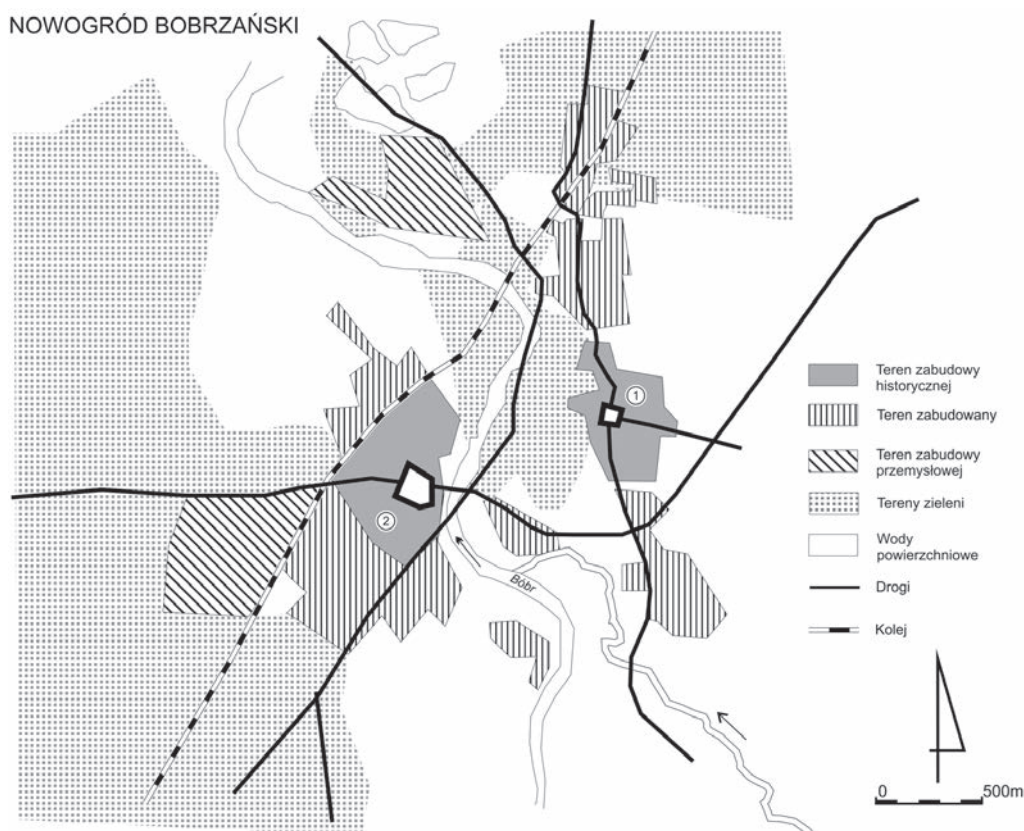 NOWOGRÓD BOBRZAŃSKI
1
2
Bóbr
Teren zabudowy
historycznej
Teren zabudowany
Teren zabudowy
przemysłowej
Tereny zieleni
Wody
powierzchniowe
Drogi
Kolej
0 500m